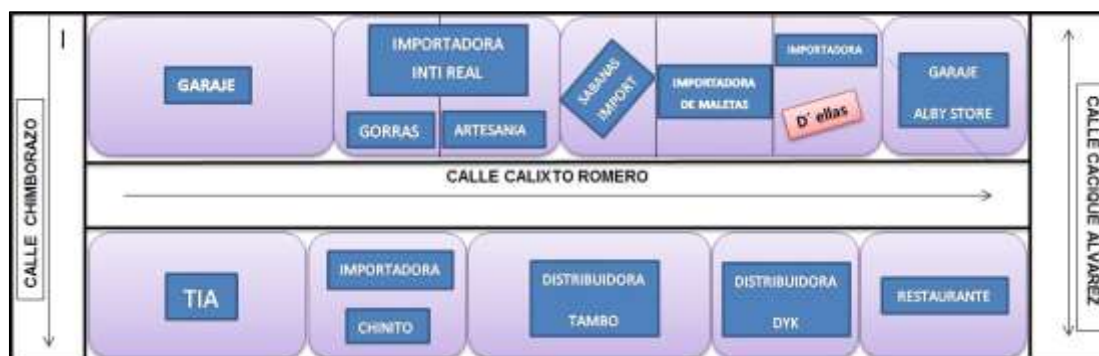 CALLE CHIMBORAZO
GARAJE
IMPORTADORA
INTI REAL
GORRAS
ARTESANIA
SABANAS
IMPORT
IMPORTADORA
DE MALETAS
IMPORTADORA
D´ ellas
GARAJE
ALBY STORE
CALLE CACIQUE ALVAREZ
CALLE CALIXTO ROMERO
TIA
IMPORTADORA
CHINITO
DISTRIBUIDORA
TAMBO
DISTRIBUIDORA
DYK
RESTAURANTE